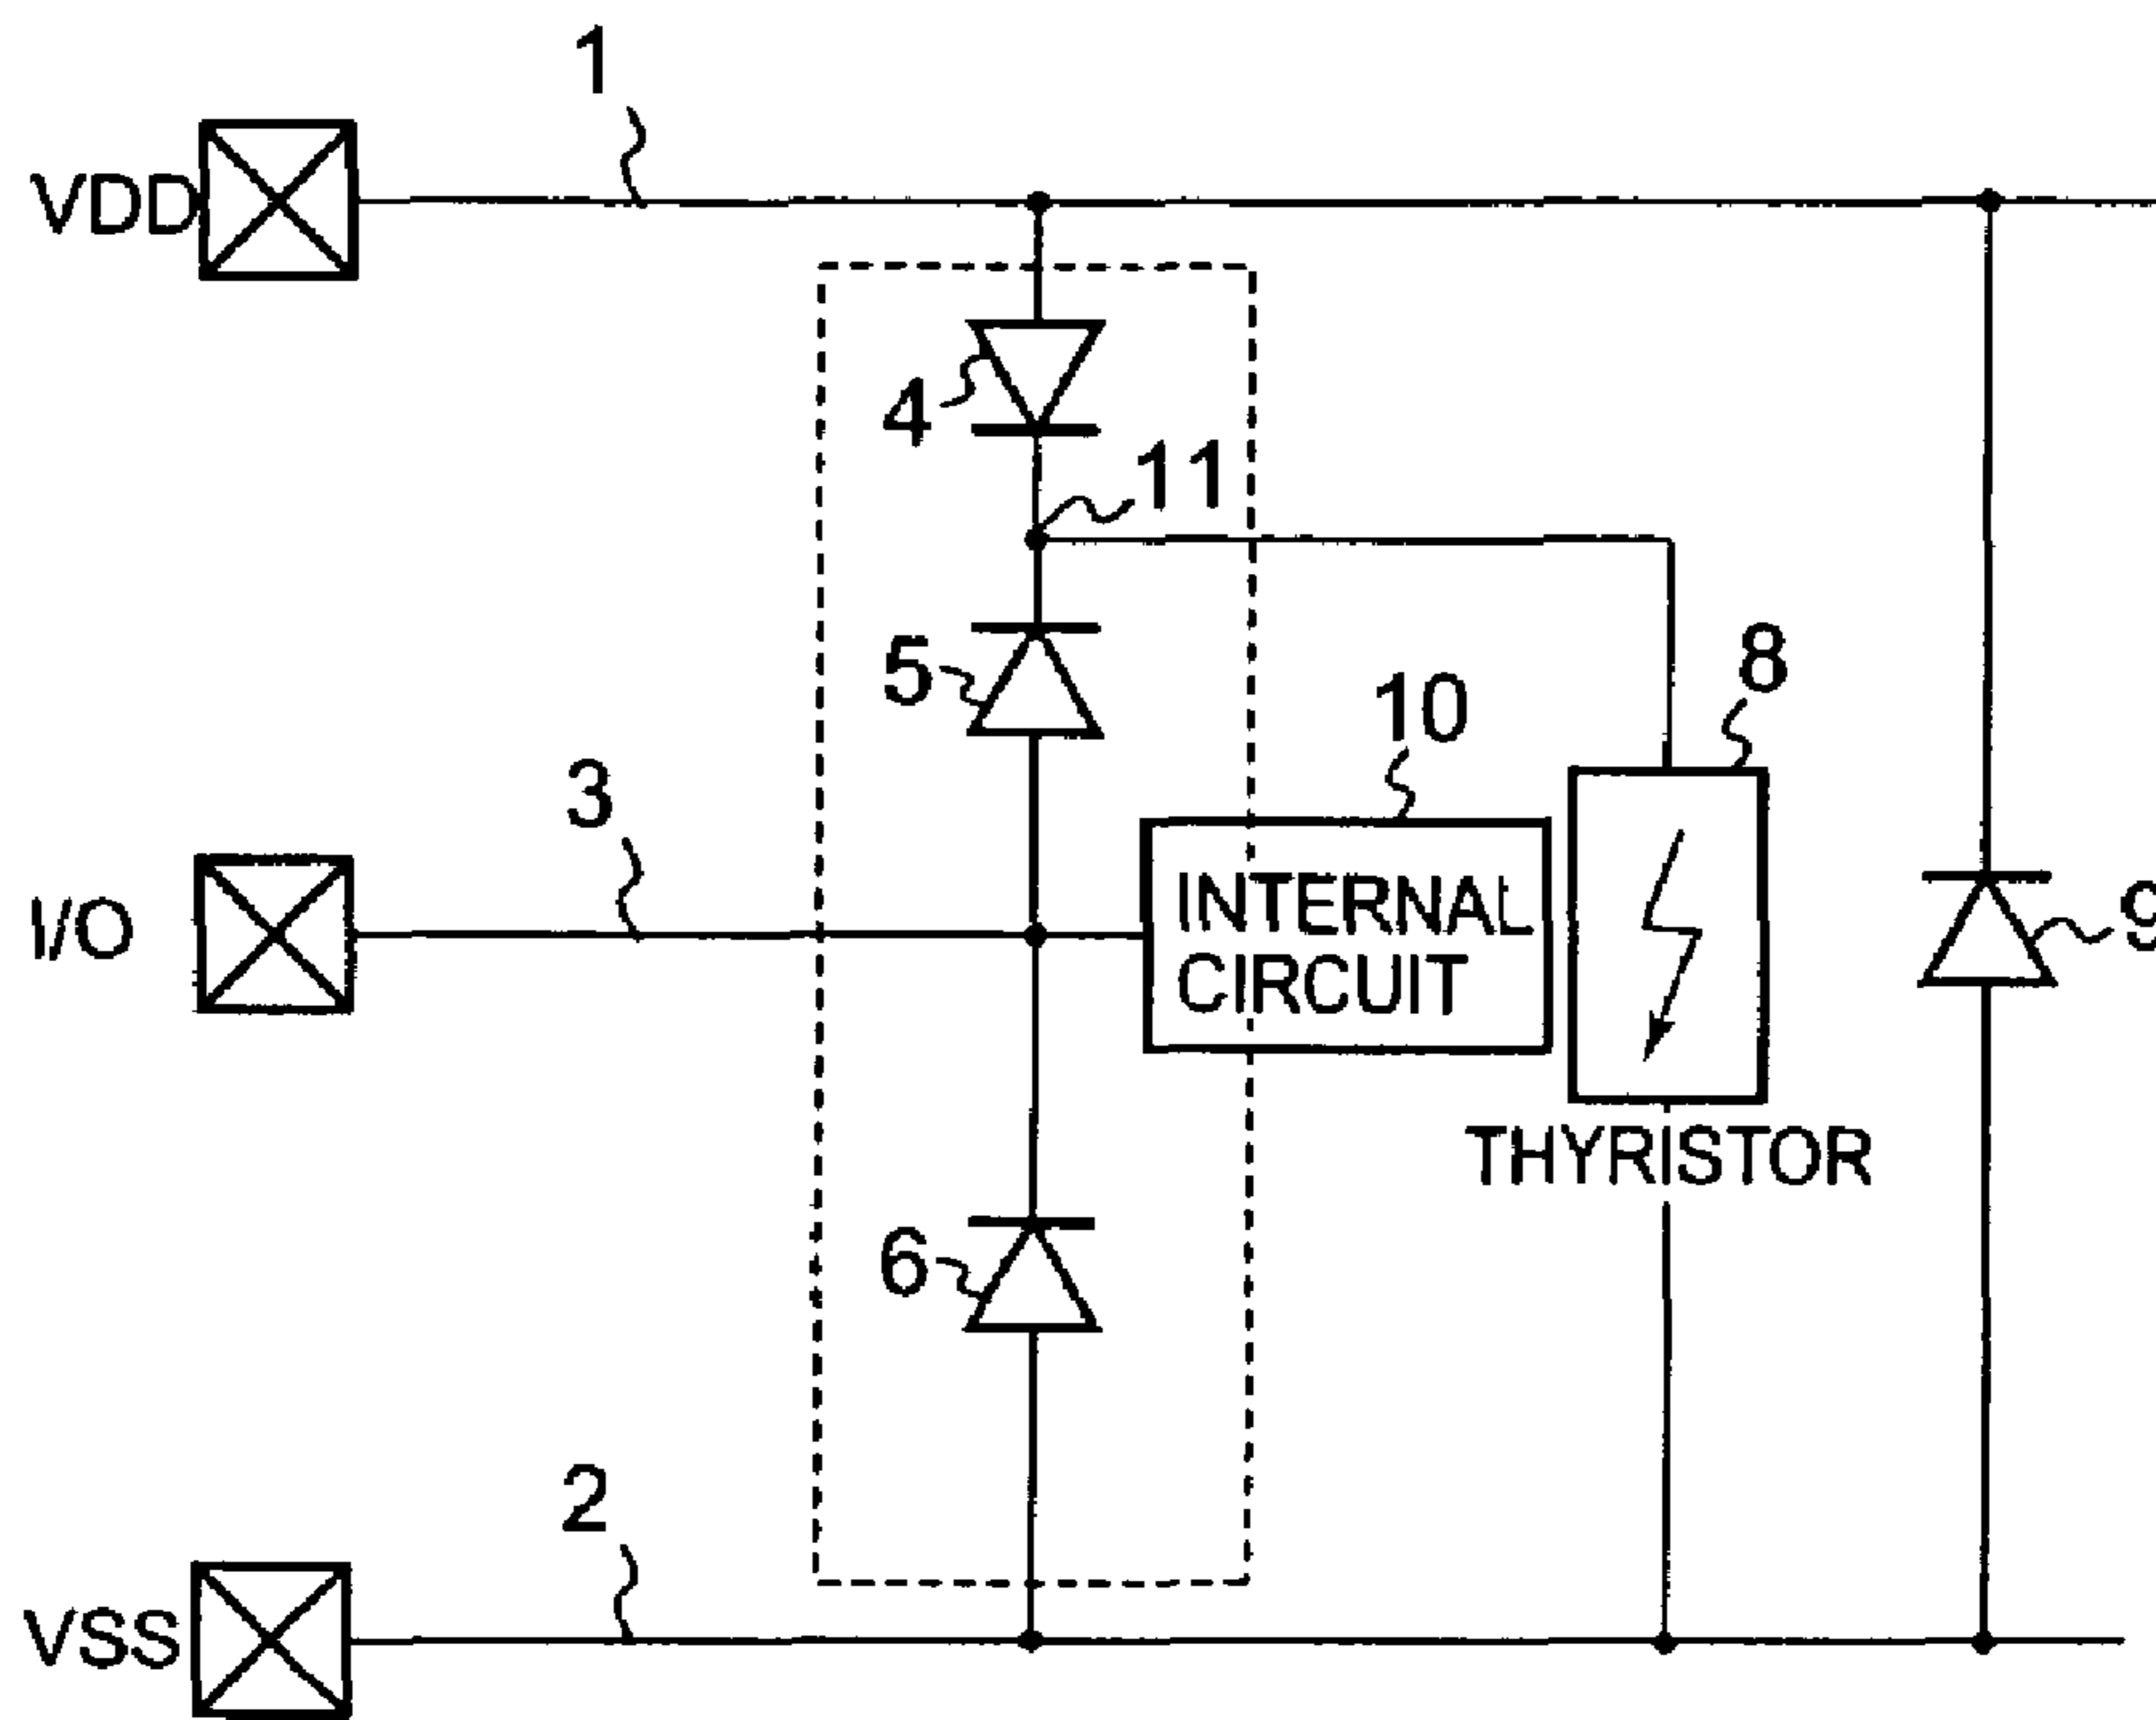 1
VDD
4
11
5
8
10
3
9
I/O
INTERNAL
CIRCUIT
THYRISTOR
6
2
VSS